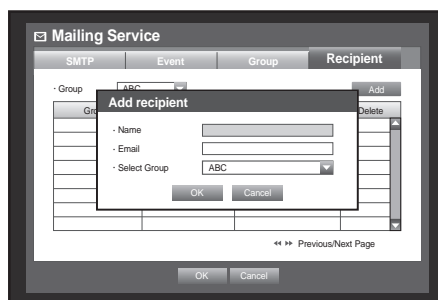 Mailing Service
SMTP Event Group Recipient
· Group ABC Add
Delete
Add recipient
· Name
· Email
· Select Group ABC
OK Cancel
Previous/Next Page
OK Cancel